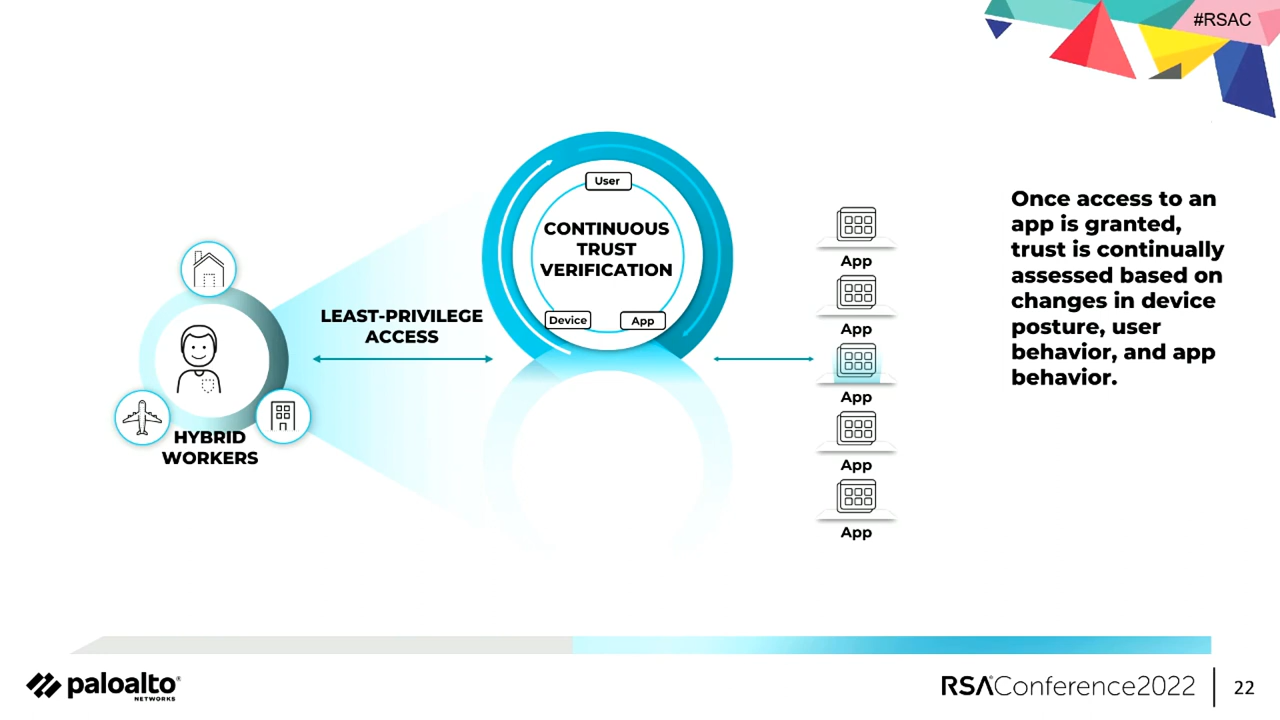 #RSAC
User
CONTINUOUS
TRUST
VERIFICATION
Device
App
LEAST-PRIVILEGE
ACCESS
HYBRID
WORKERS
App
App
App
App
App
Once access to an
app is granted,
trust is continually
assessed based on
changes in device
posture, user
behavior, and app
behavior.
paloalto®
NETWORKS
RSAConference2022
22